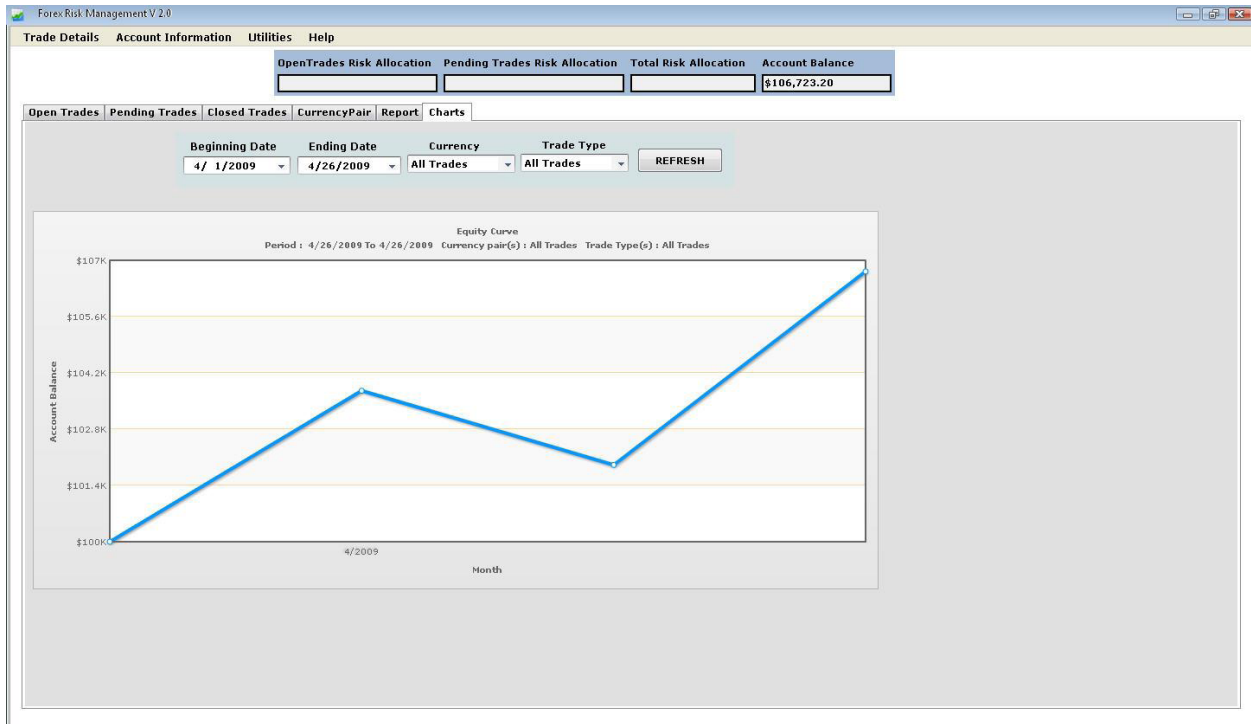 Forex Risk Management V 2.0
Trade Details Account Information Utilities Help
OpenTrades Risk Allocation Pending Trades Risk Allocation Total Risk Allocation Account Balance
$106,723.20
Open Trades Pending Trades Closed Trades CurrencyPair Report Charts
Beginning Date Ending Date Currency Trade Type
4/ 1/2009 4/26/2009 All Trades All Trades REFRESH
Equity Curve
Period : 4/26/2009 To 4/26/2009 Currency pair(s) : All Trades Trade Type(s) : All Trades
$107K
$105.6K
$104.2K
$102.8K
$101.4K
$100K
Account Balance
4/2009
Month